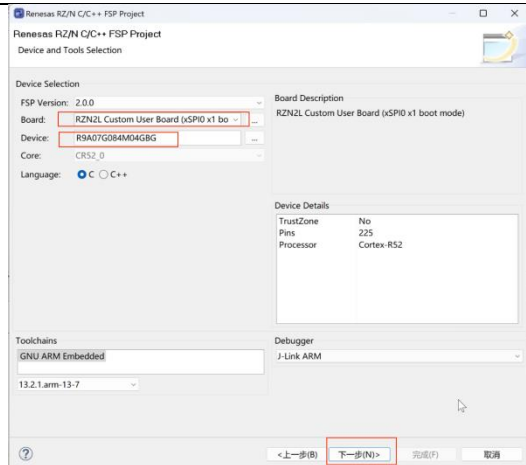 Renesas RZ/N C/C++ FSP Project
Renesas RZ/N C/C++ FSP Project
Device and Tools Selection
Device Selection
FSP Version: 2.0.0
Board: RZN2L Custom User Board (xSPI0 x1 bo ...
Device: R9A07G084M04GBG ...
Core: CR52_0
Language: C C++
Board Description
RZN2L Custom User Board (xSPI0 x1 boot mode)
Device Details
TrustZone No
Pins 225
Processor Cortex-R52
Toolchains
GNU ARM Embedded
13.2.1.arm-13-7
Debugger
J-Link ARM
? <上一步(B) 下一步(N)> 完成(F) 取消